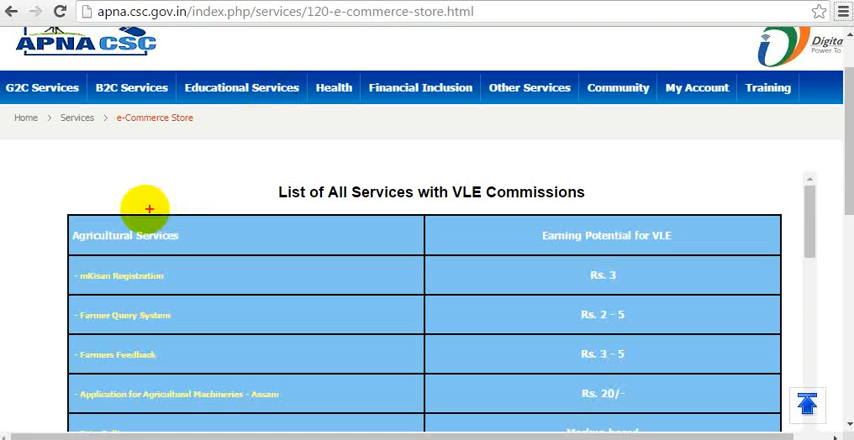 apna.csc.gov.in/index.php/services/120-e-commerce-store.html
APNA CSC
Digita
Power To
G2C Services B2C Services Educational Services Health Financial Inclusion Other Services Community My Account Training
Home > Services > e-Commerce Store
List of All Services with VLE Commissions
Agricultural Services Earning Potential for VLE
- mKisan Registration Rs. 3
- Farmer Query System Rs. 2 - 5
- Farmers Feedback Rs. 3 - 5
- Application for Agricultural Machineries - Assam Rs. 20/-